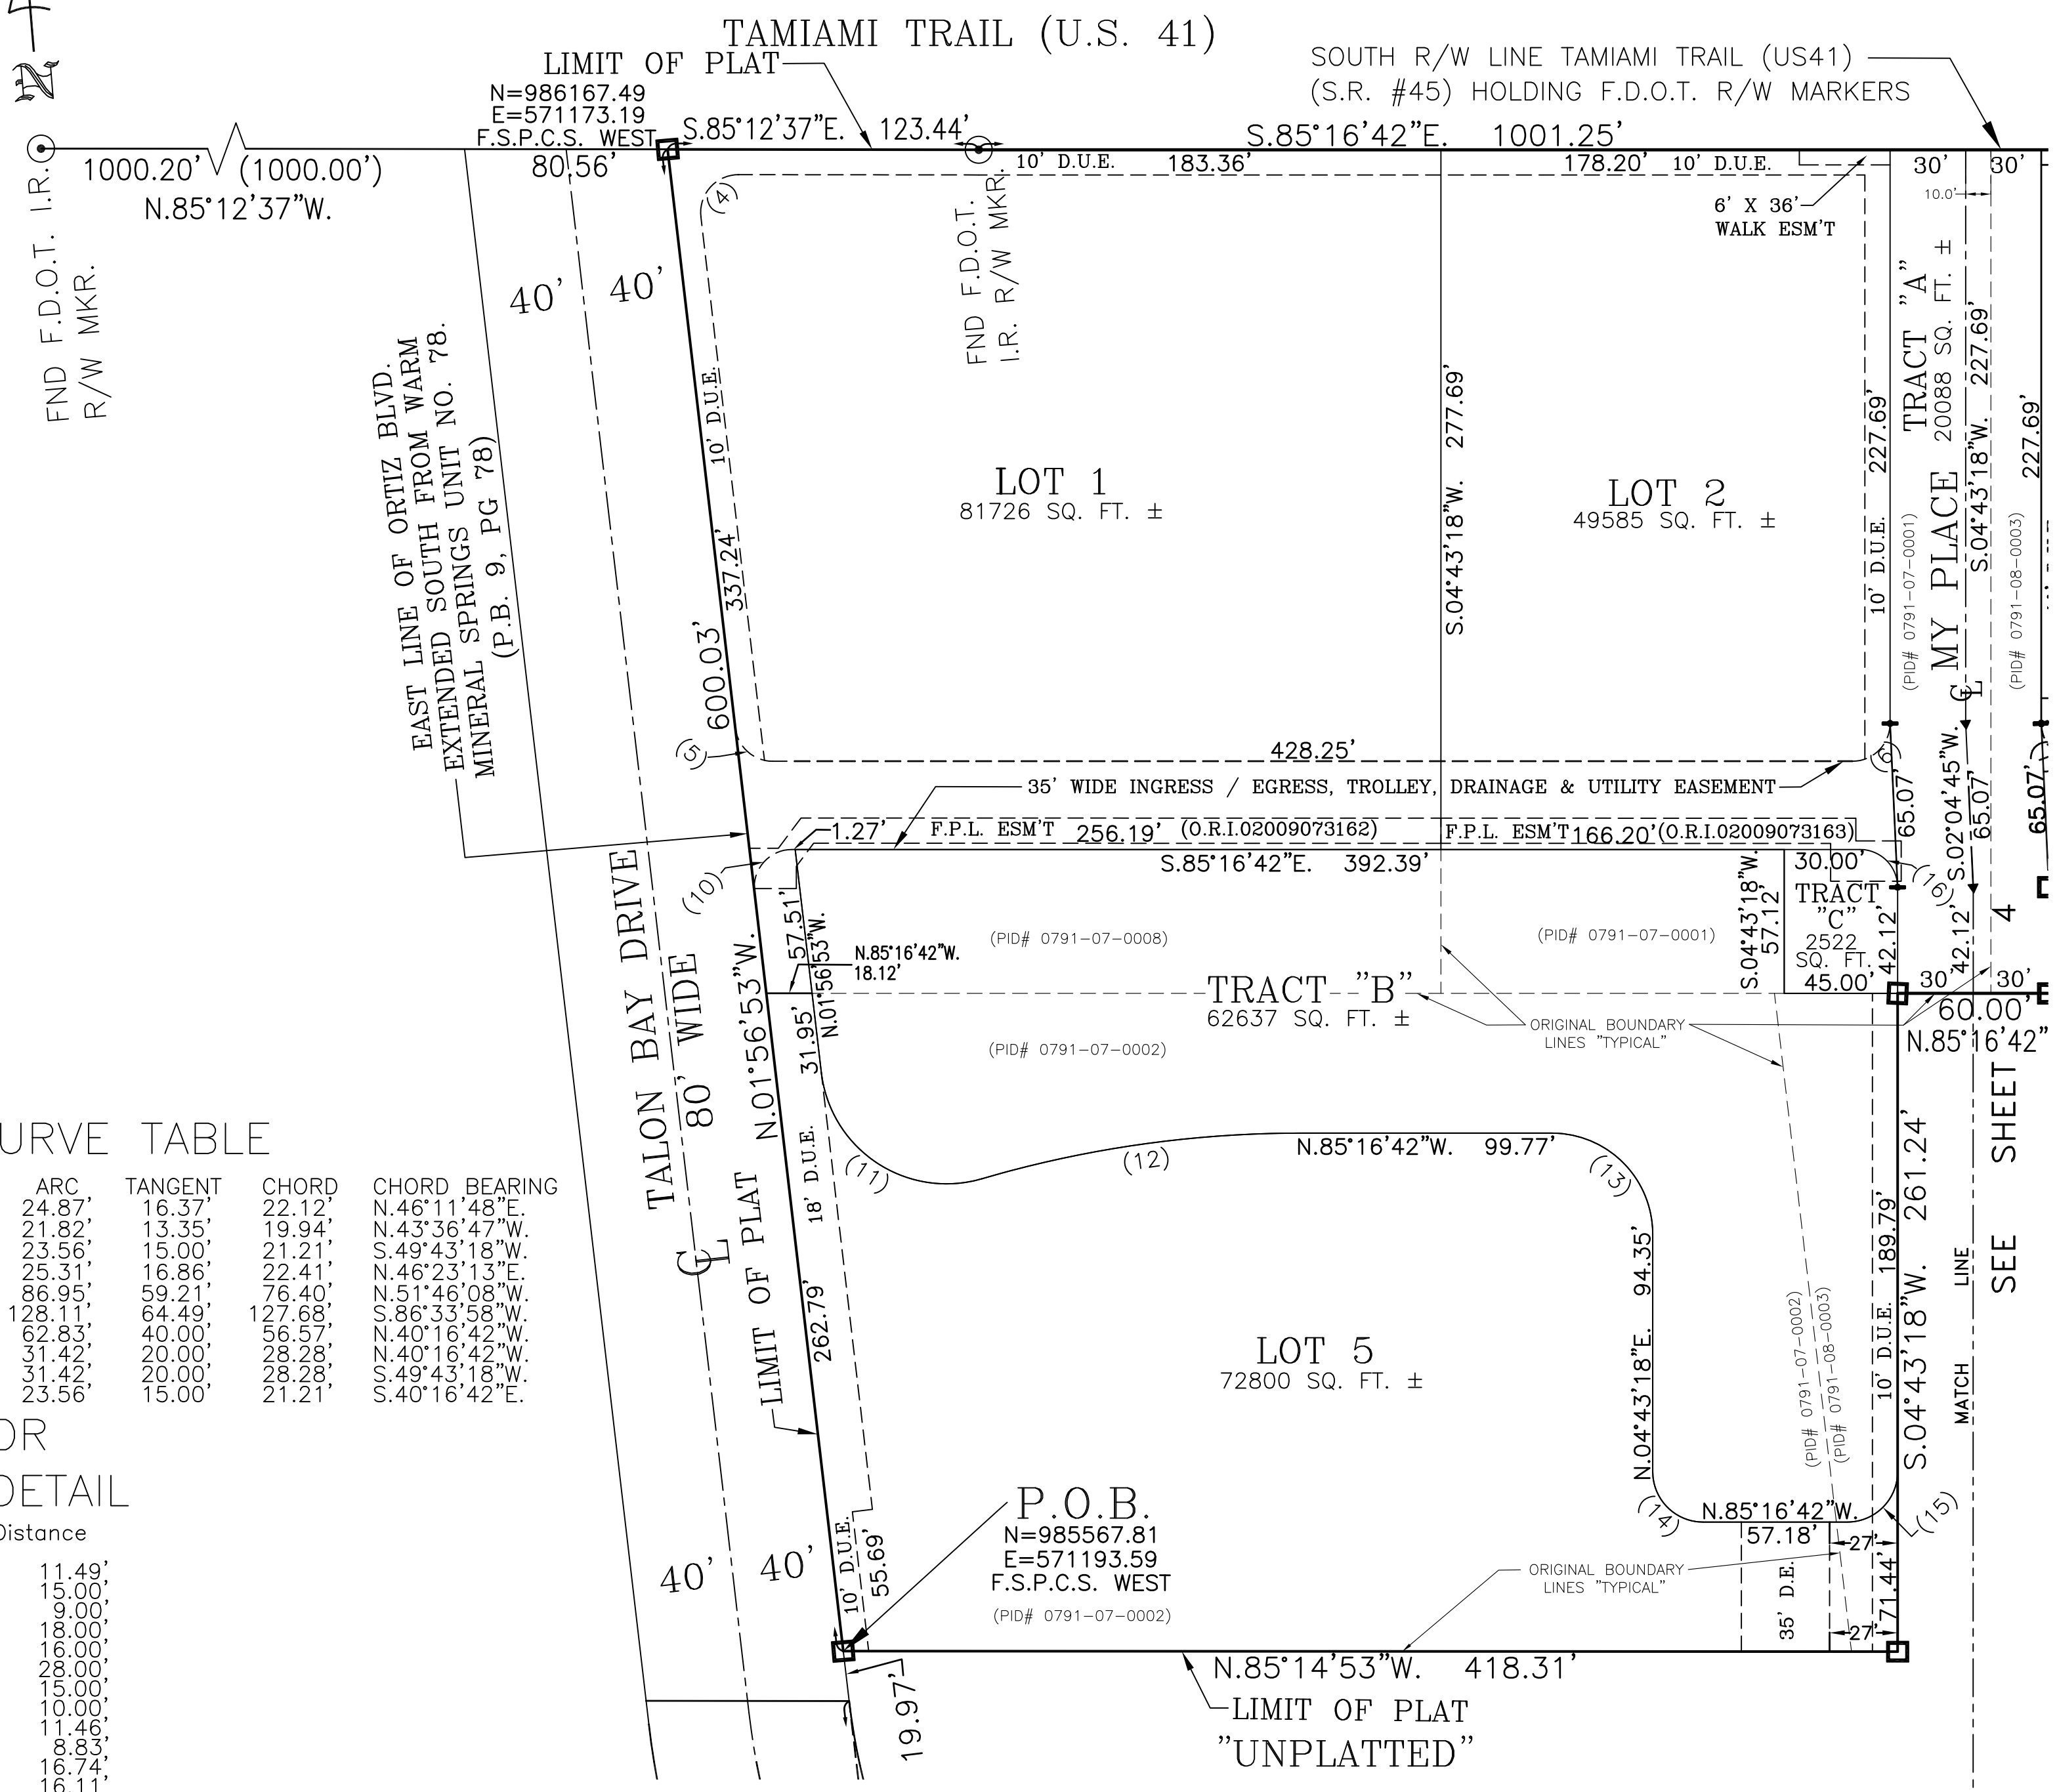 N
TAMIAMI TRAIL (U.S. 41)
LIMIT OF PLAT
SOUTH R/W LINE TAMIAMI TRAIL (US41)
(S.R. #45) HOLDING F.D.O.T. R/W MARKERS
N=986167.49
E=571173.19
F.S.P.C.S. WEST
S.85°12'37"E. 123.44'
S.85°16'42"E. 1001.25'
1000.20' (1000.00')
N.85°12'37"W.
80.56'
10' D.U.E. 183.36'
178.20' 10' D.U.E.
30' 30'
10.0'
6' X 36'
WALK ESM'T
FND F.D.O.T. I.R.
R/W MKR.
FND F.D.O.T.
I.R. R/W MKR.
(4)
40' 40'
EAST LINE OF ORTIZ BLVD.
EXTENDED SOUTH FROM WARM
MINERAL SPRINGS UNIT NO. 78.
(P.B. 9, PG 78)
10' D.U.E.
337.24'
600.03'
LOT 1
81726 SQ. FT. ±
S.04°43'18"W. 277.69'
LOT 2
49585 SQ. FT. ±
10' D.U.E. 227.69'
TRACT "A"
20088 SQ. FT. ±
(PID# 0791-07-0001)
MY PLACE
S.04°43'18"W. 227.69'
(PID# 0791-08-0003)
227.69'
CL
(5)
428.25'
(6)
65.07'
S.02°04'45"W.
65.07'
65.07'
35' WIDE INGRESS / EGRESS, TROLLEY, DRAINAGE & UTILITY EASEMENT
1.27'
F.P.L. ESM'T 256.19' (O.R.I.02009073162)
F.P.L. ESM'T 166.20' (O.R.I.02009073163)
S.85°16'42"E. 392.39'
(10)
57.51'
N.01°56'53"W.
N.85°16'42"W.
18.12'
31.95'
(PID# 0791-07-0008)
(PID# 0791-07-0001)
S.04°43'18"W.
57.12'
30.00'
TRACT
"C"
2522
SQ. FT.
45.00'
(16)
42.12'
42.12'
30' 30'
60.00'
N.85°16'42"
TRACT "B"
62637 SQ. FT. ±
(PID# 0791-07-0002)
ORIGINAL BOUNDARY
LINES "TYPICAL"
TALON BAY DRIVE
80' WIDE
CL
N.01°56'53"W.
LIMIT OF PLAT
18' D.U.E.
262.79'
(11)
(12)
N.85°16'42"W. 99.77'
(13)
N.04°43'18"E. 94.35'
LOT 5
72800 SQ. FT. ±
(PID# 0791-07-0002)
(PID# 0791-08-0003)
10' D.U.E. 189.79'
S.04°43'18"W. 261.24'
MATCH LINE
SEE SHEET 4
(14)
N.85°16'42"W.
57.18'
(15)
27'
71.44'
35' D.E.
27'
ORIGINAL BOUNDARY
LINES "TYPICAL"
P.O.B.
N=985567.81
E=571193.59
F.S.P.C.S. WEST
(PID# 0791-07-0002)
10' D.U.E.
55.69'
40' 40'
19.97'
N.85°14'53"W. 418.31'
LIMIT OF PLAT
"UNPLATTED"
URVE TABLE
ARC TANGENT CHORD CHORD BEARING
24.87' 16.37' 22.12' N.46°11'48"E.
21.82' 13.35' 19.94' N.43°36'47"W.
23.56' 15.00' 21.21' S.49°43'18"W.
25.31' 16.86' 22.41' N.46°23'13"E.
86.95' 59.21' 76.40' N.51°46'08"W.
128.11' 64.49' 127.68' S.86°33'58"W.
62.83' 40.00' 56.57' N.40°16'42"W.
31.42' 20.00' 28.28' N.40°16'42"W.
31.42' 20.00' 28.28' S.49°43'18"W.
23.56' 15.00' 21.21' S.40°16'42"E.
OR
DETAIL
Distance
11.49'
15.00'
9.00'
18.00'
16.00'
28.00'
15.00'
10.00'
11.46'
8.83'
16.74'
16.11'